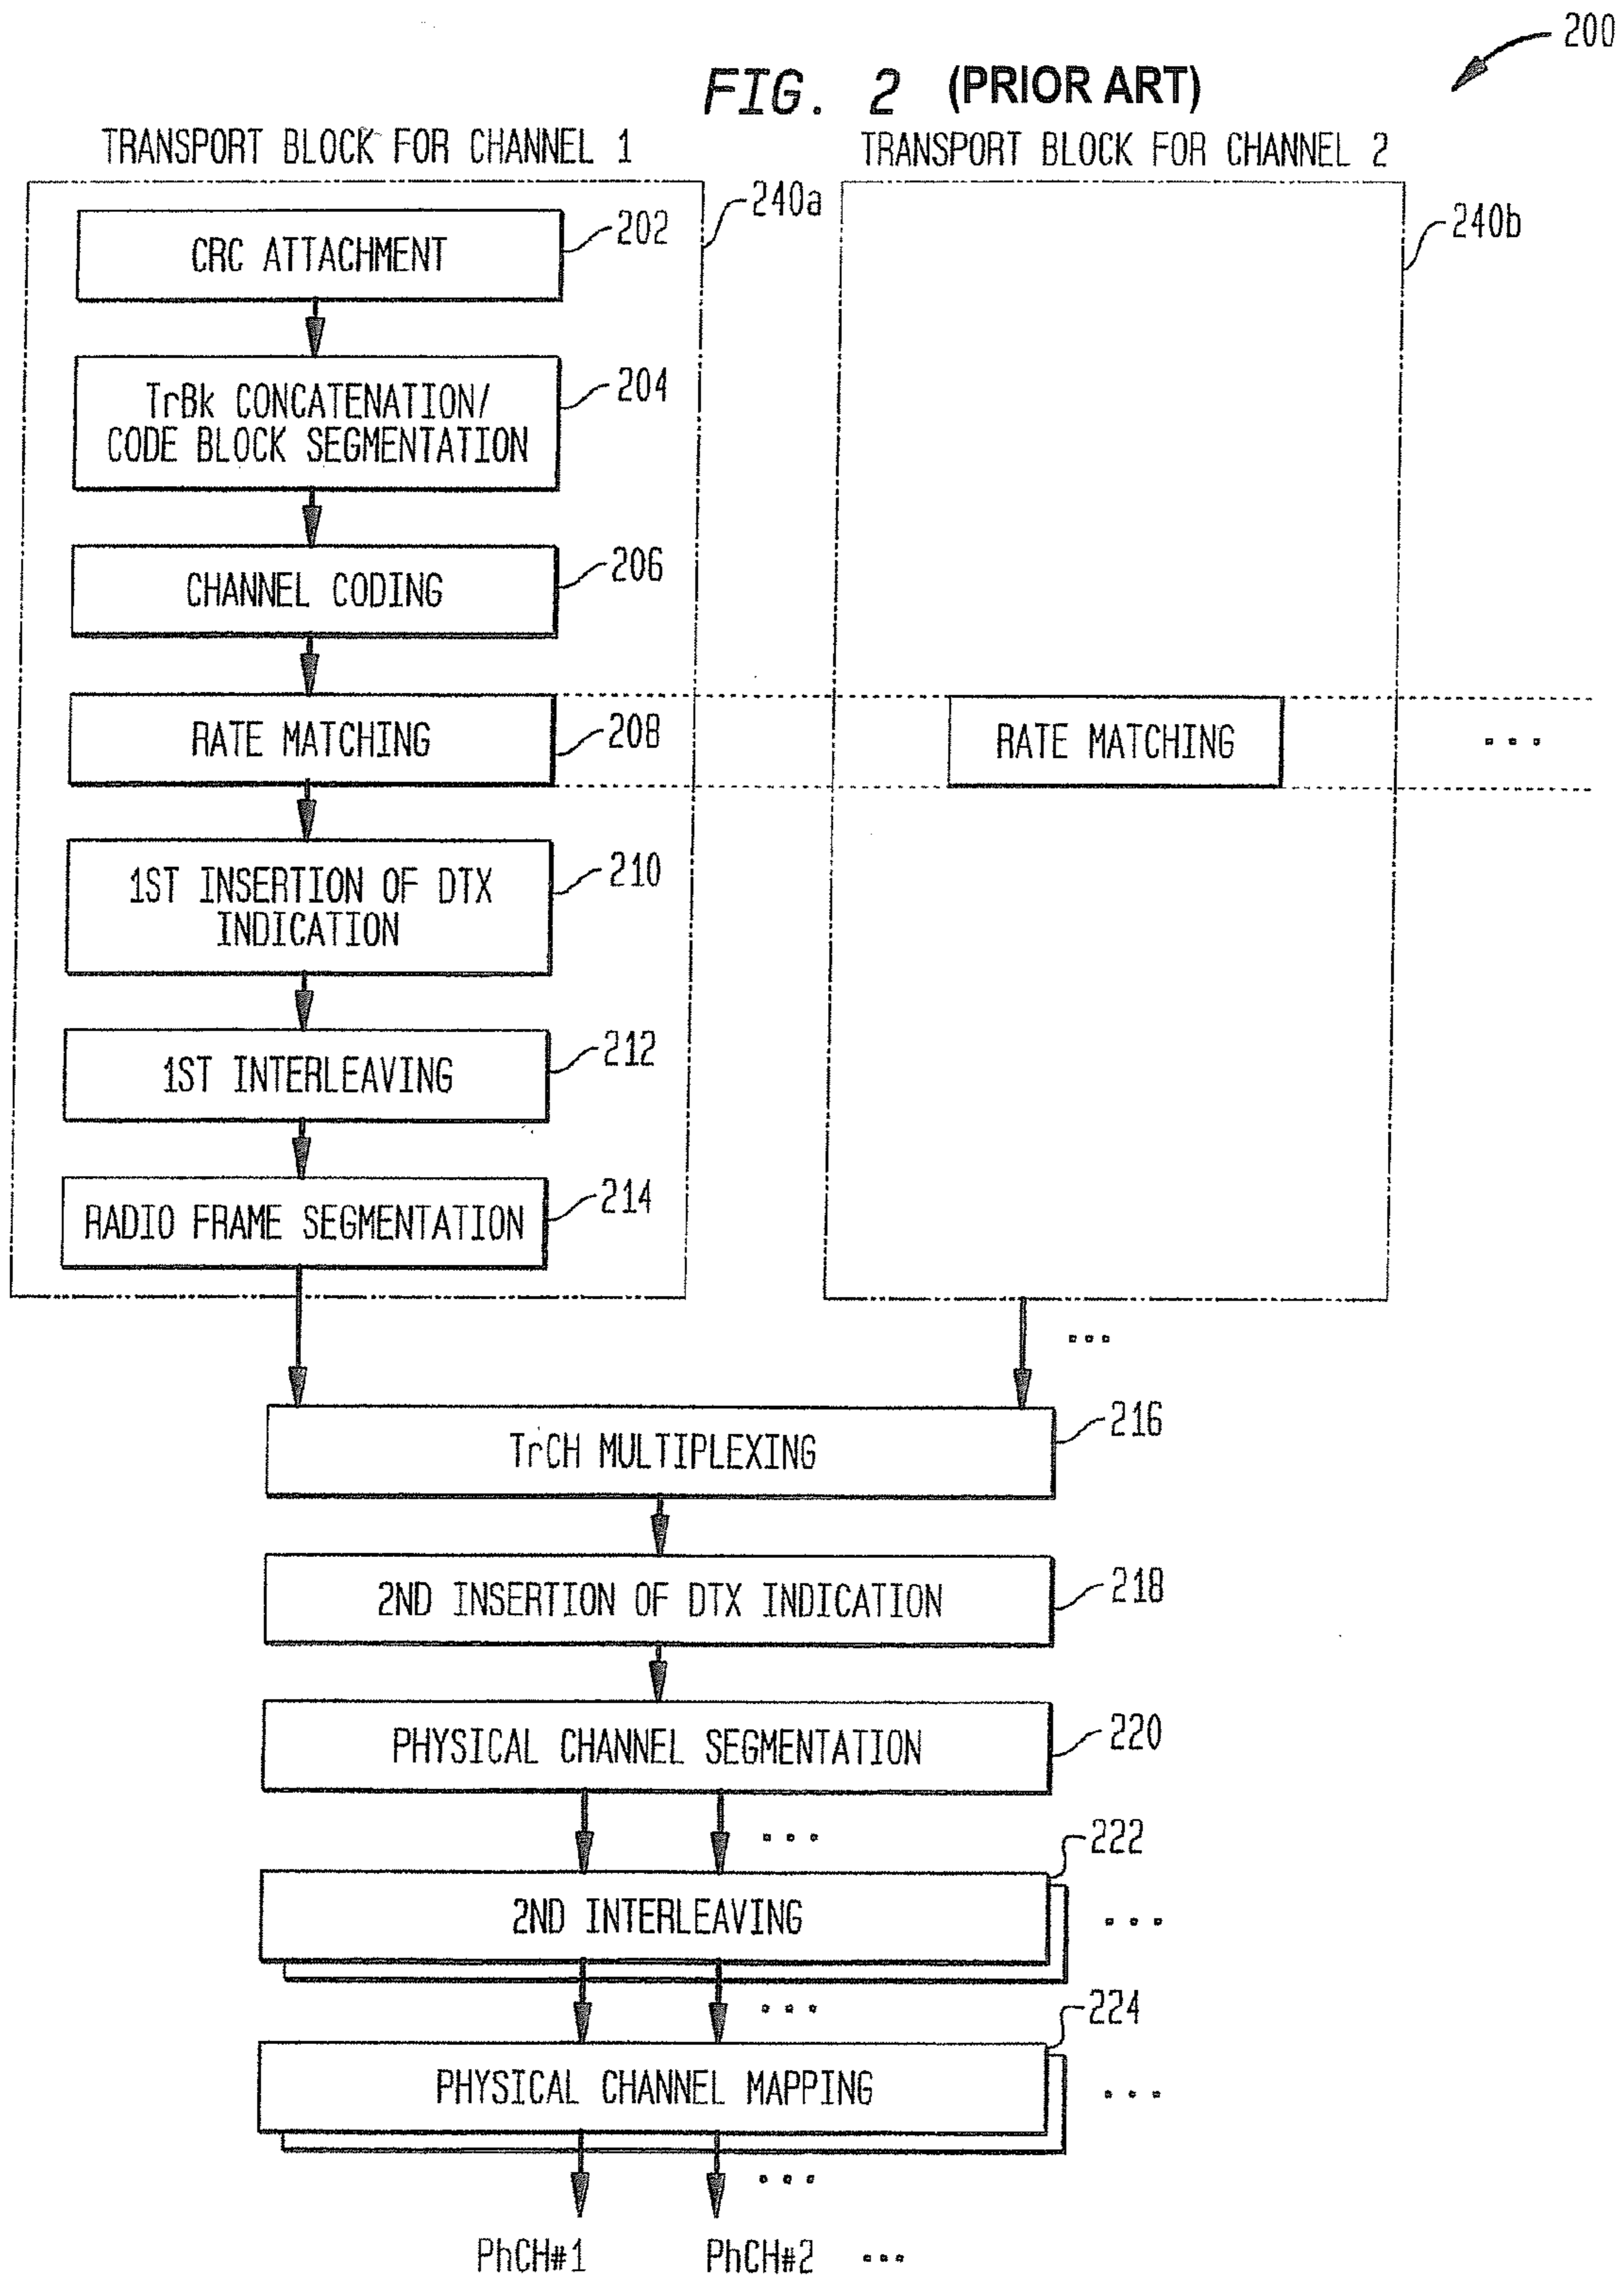 200
FIG. 2 (PRIOR ART)
TRANSPORT BLOCK FOR CHANNEL 1
TRANSPORT BLOCK FOR CHANNEL 2
240a
240b
CRC ATTACHMENT
202
TrBk CONCATENATION/
CODE BLOCK SEGMENTATION
204
CHANNEL CODING
206
RATE MATCHING
208
RATE MATCHING
...
1ST INSERTION OF DTX
INDICATION
210
1ST INTERLEAVING
212
RADIO FRAME SEGMENTATION
214
...
TrCH MULTIPLEXING
216
2ND INSERTION OF DTX INDICATION
218
PHYSICAL CHANNEL SEGMENTATION
220
...
222
2ND INTERLEAVING
...
...
224
PHYSICAL CHANNEL MAPPING
...
...
PhCH#1
PhCH#2 ...